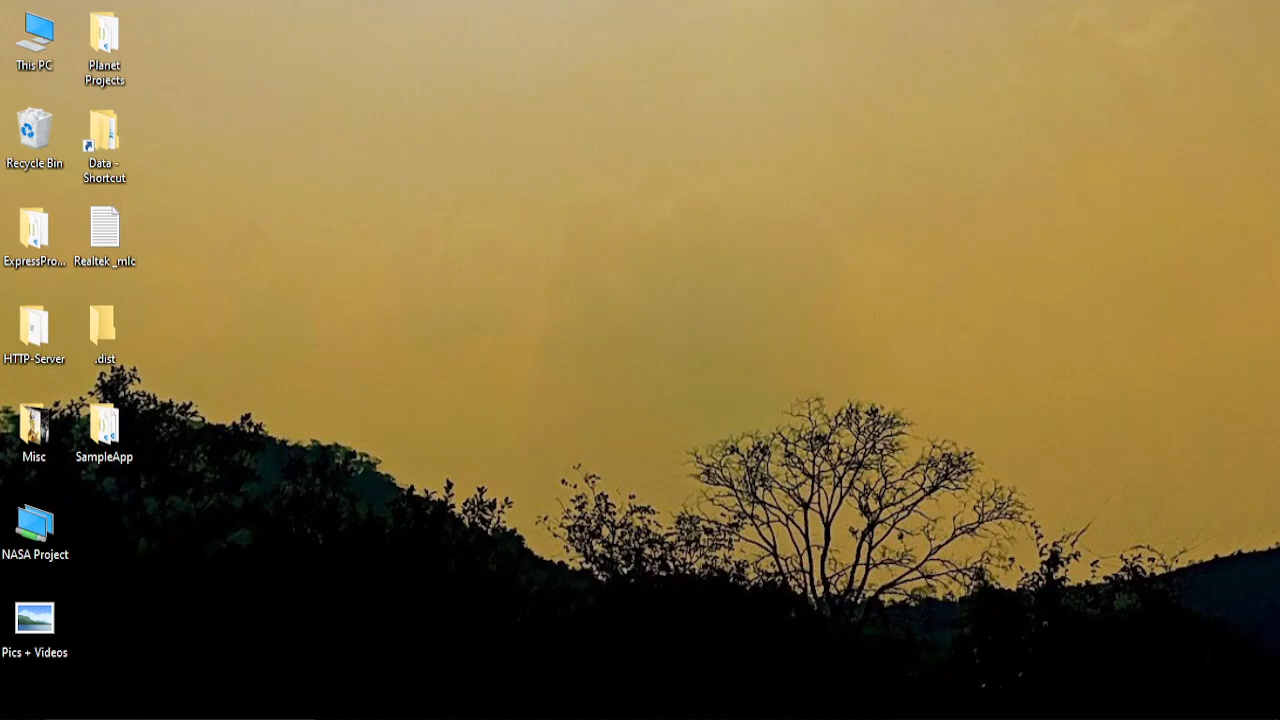 This PC
Planet
Projects
Recycle Bin
Data -
Shortcut
ExpressPro...
Realtek _mic
HTTP-Server
.dist
Misc
SampleApp
NASA Project
Pics + Videos